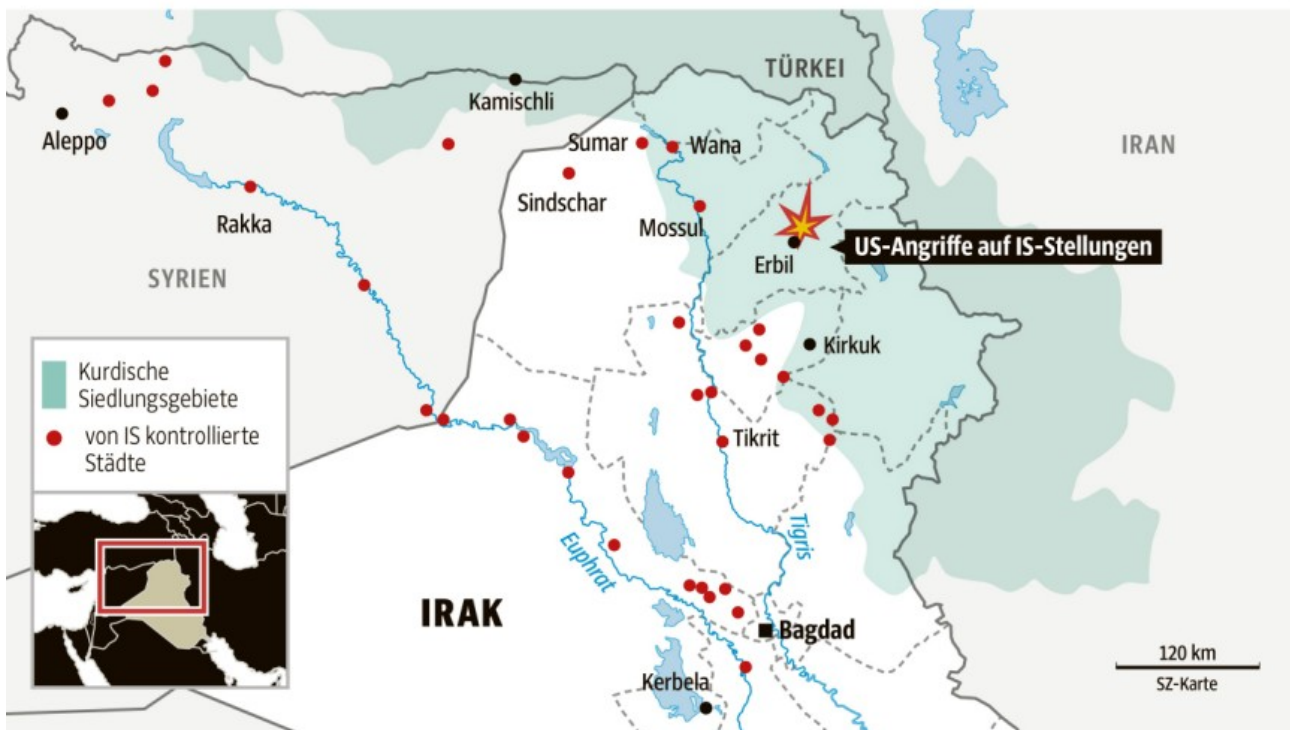 TÜRKEI
Kamischli
Aleppo
Sumar
Wana
IRAN
Sindschar
Rakka
Mossul
US-Angriffe auf IS-Stellungen
Erbil
SYRIEN
Kirkuk
Kurdische
Siedlungsgebiete
von IS kontrollierte
Städte
Tikrit
Tigris
Euphrat
IRAK
Bagdad
120 km
SZ-Karte
Kerbela